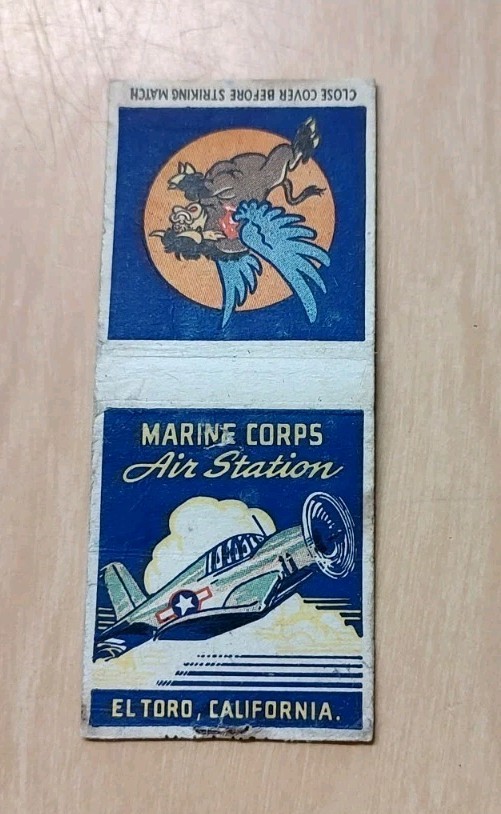 CLOSE COVER BEFORE STRIKING MATCH
MARINE CORPS
Air Station
EL TORO, CALIFORNIA.